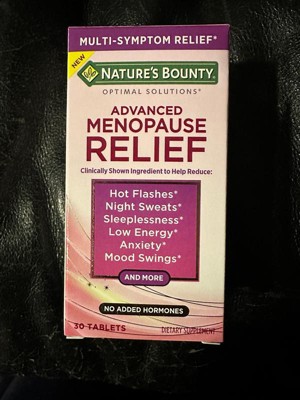 MULTI-SYMPTOM RELIEF*
NEW
NATURE'S BOUNTY®
OPTIMAL SOLUTIONS®
ADVANCED
MENOPAUSE
RELIEF
Clinically Shown Ingredient to Help Reduce:
Hot Flashes*
Night Sweats*
Sleeplessness*
Low Energy*
Anxiety*
Mood Swings*
AND MORE
NO ADDED HORMONES
30 TABLETS
DIETARY SUPPLEMENT